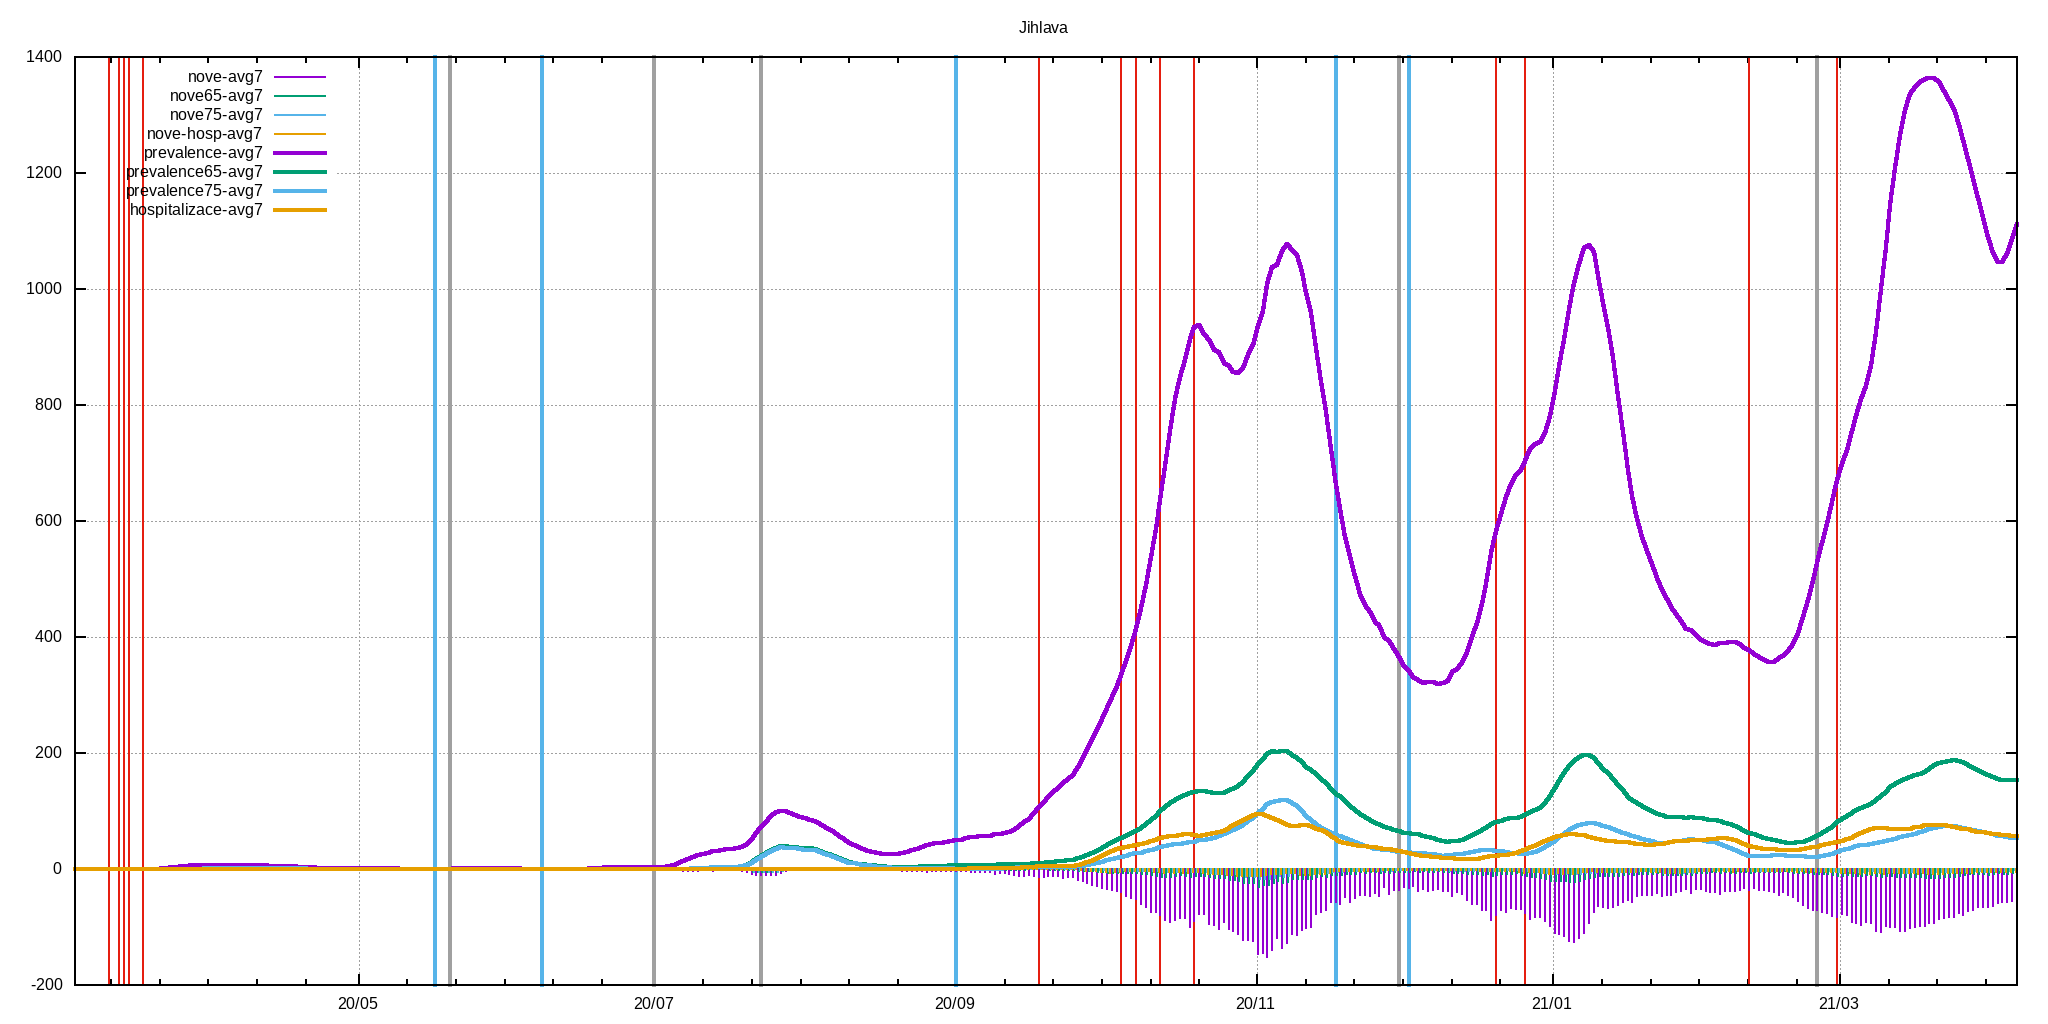 Jihlava
1400
1200
1000
800
600
400
200
0
-200
nove-avg7
nove65-avg7
nove75-avg7
nove-hosp-avg7
prevalence-avg7
prevalence65-avg7
prevalence75-avg7
hospitalizace-avg7
20/05 20/07 20/09 20/11 21/01 21/03